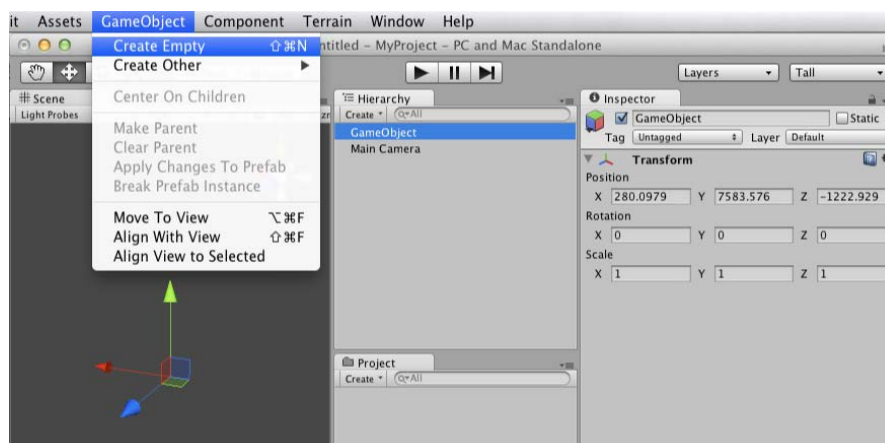 it Assets GameObject Component Terrain Window Help
Untitled – MyProject – PC and Mac Standalone
Create Empty ⇧⌘N
Create Other ▶
Center On Children
Make Parent
Clear Parent
Apply Changes To Prefab
Break Prefab Instance
Move To View ⌥⌘F
Align With View ⇧⌘F
Align View to Selected
Layers Tall
Scene
Light Probes
Hierarchy
Create All
GameObject
Main Camera
Project
Create All
Inspector
GameObject Static
Tag Untagged Layer Default
Transform
Position
X 280.0979 Y 7583.576 Z -1222.929
Rotation
X 0 Y 0 Z 0
Scale
X 1 Y 1 Z 1